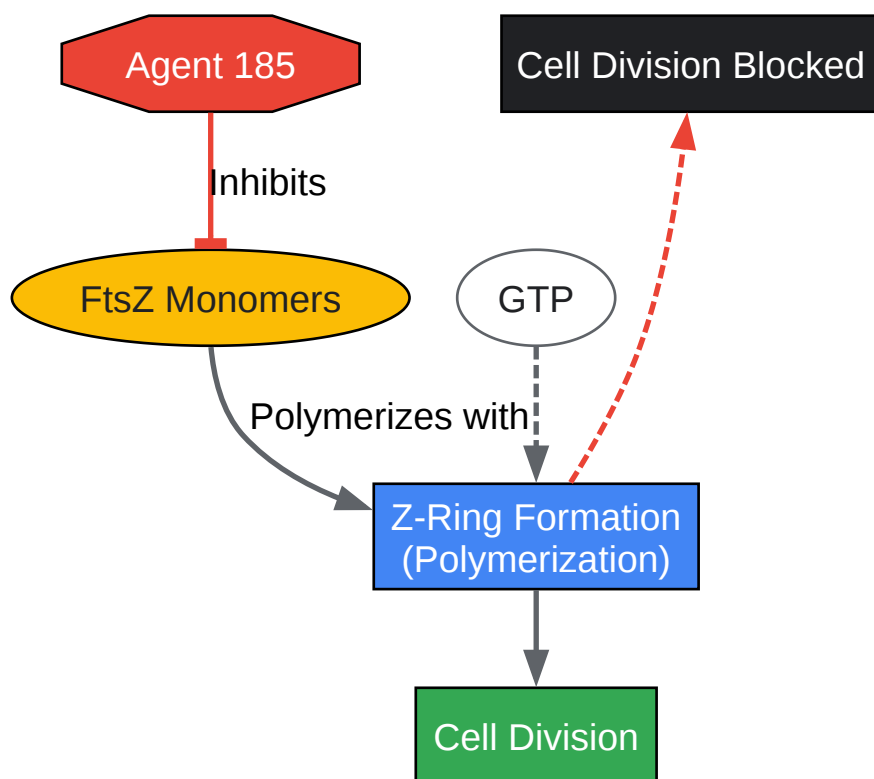 Agent 185
Cell Division Blocked
Inhibits
FtsZ Monomers
GTP
Polymerizes with
Z-Ring Formation
(Polymerization)
Cell Division